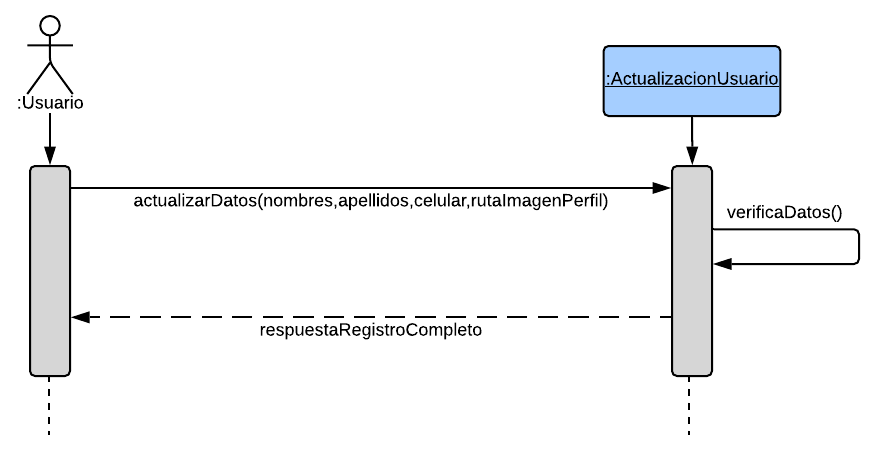 :Usuario
:ActualizacionUsuario
actualizarDatos(nombres,apellidos,celular,rutaImagenPerfil)
verificaDatos()
respuestaRegistroCompleto